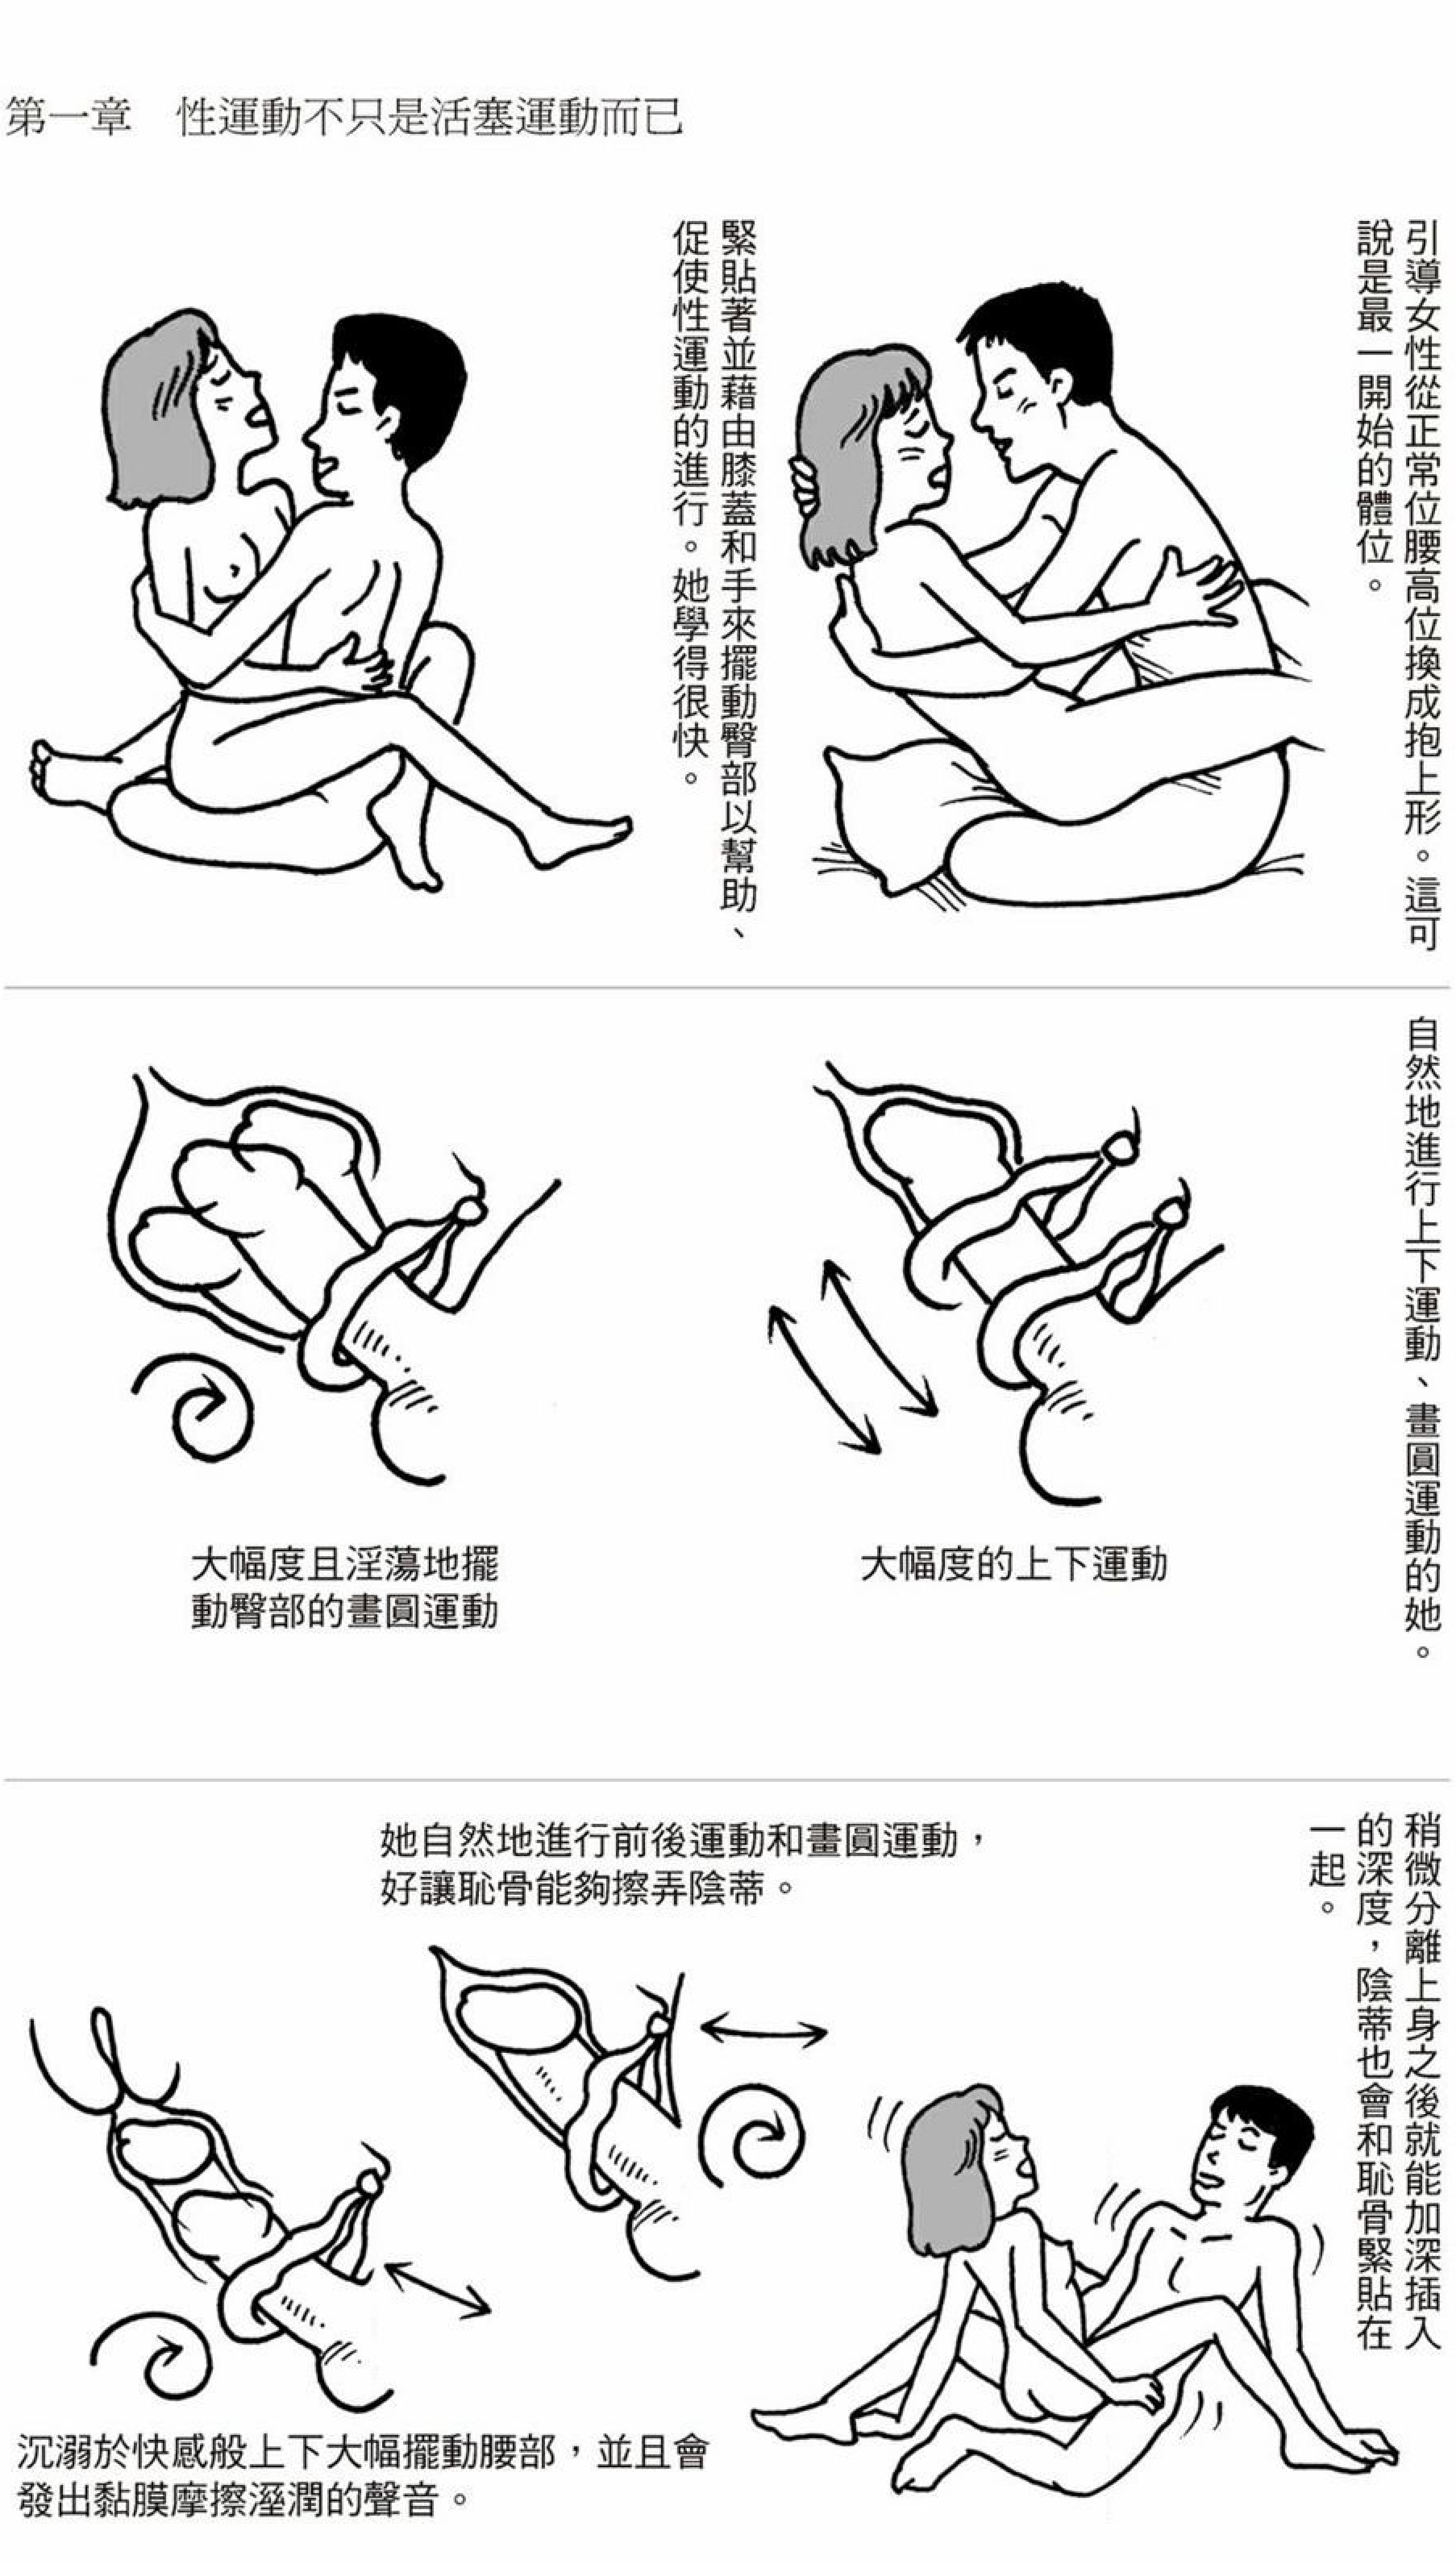 第一章　性運動不只是活塞運動而已
引導女性從正常位腰高位換成抱上形。這可
說是最一開始的體位。
緊貼著並藉由膝蓋和手來擺動臀部以幫助、
促使性運動的進行。她學得很快。
自然地進行上下運動、畫圓運動的她。
大幅度的上下運動
大幅度且淫蕩地擺
動臀部的畫圓運動
稍微分離上身之後就能加深插入
的深度，陰蒂也會和恥骨緊貼在
一起。
她自然地進行前後運動和畫圓運動，
好讓恥骨能夠擦弄陰蒂。
沉溺於快感般上下大幅擺動腰部，並且會
發出黏膜摩擦溼潤的聲音。